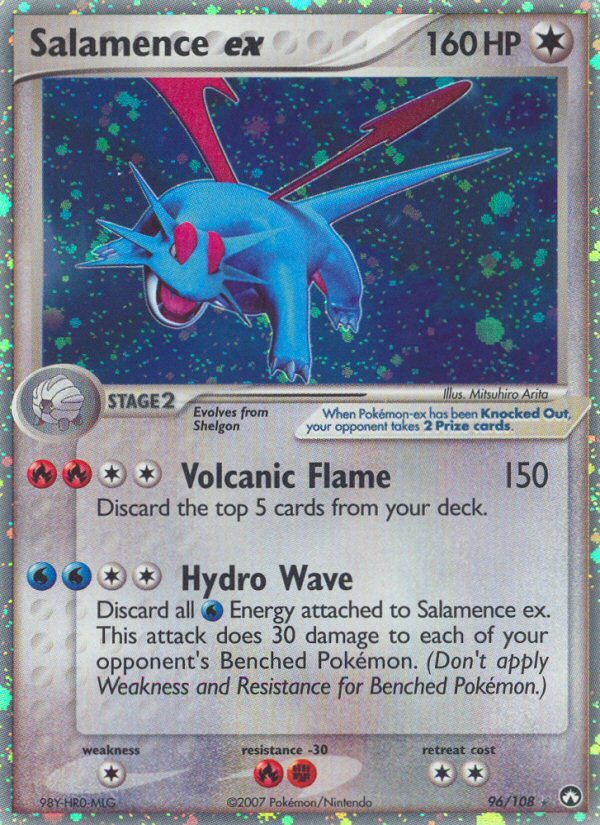 Salamence ex 160 HP
Illus. Mitsuhiro Arita
STAGE 2
Evolves from
Shelgon
When Pokémon-ex has been Knocked Out,
your opponent takes 2 Prize cards.
Volcanic Flame 150
Discard the top 5 cards from your deck.
Hydro Wave
Discard all Energy attached to Salamence ex.
This attack does 30 damage to each of your
opponent's Benched Pokémon. (Don't apply
Weakness and Resistance for Benched Pokémon.)
weakness resistance -30 retreat cost
98Y-HR0-MLG ©2007 Pokémon/Nintendo 96/108